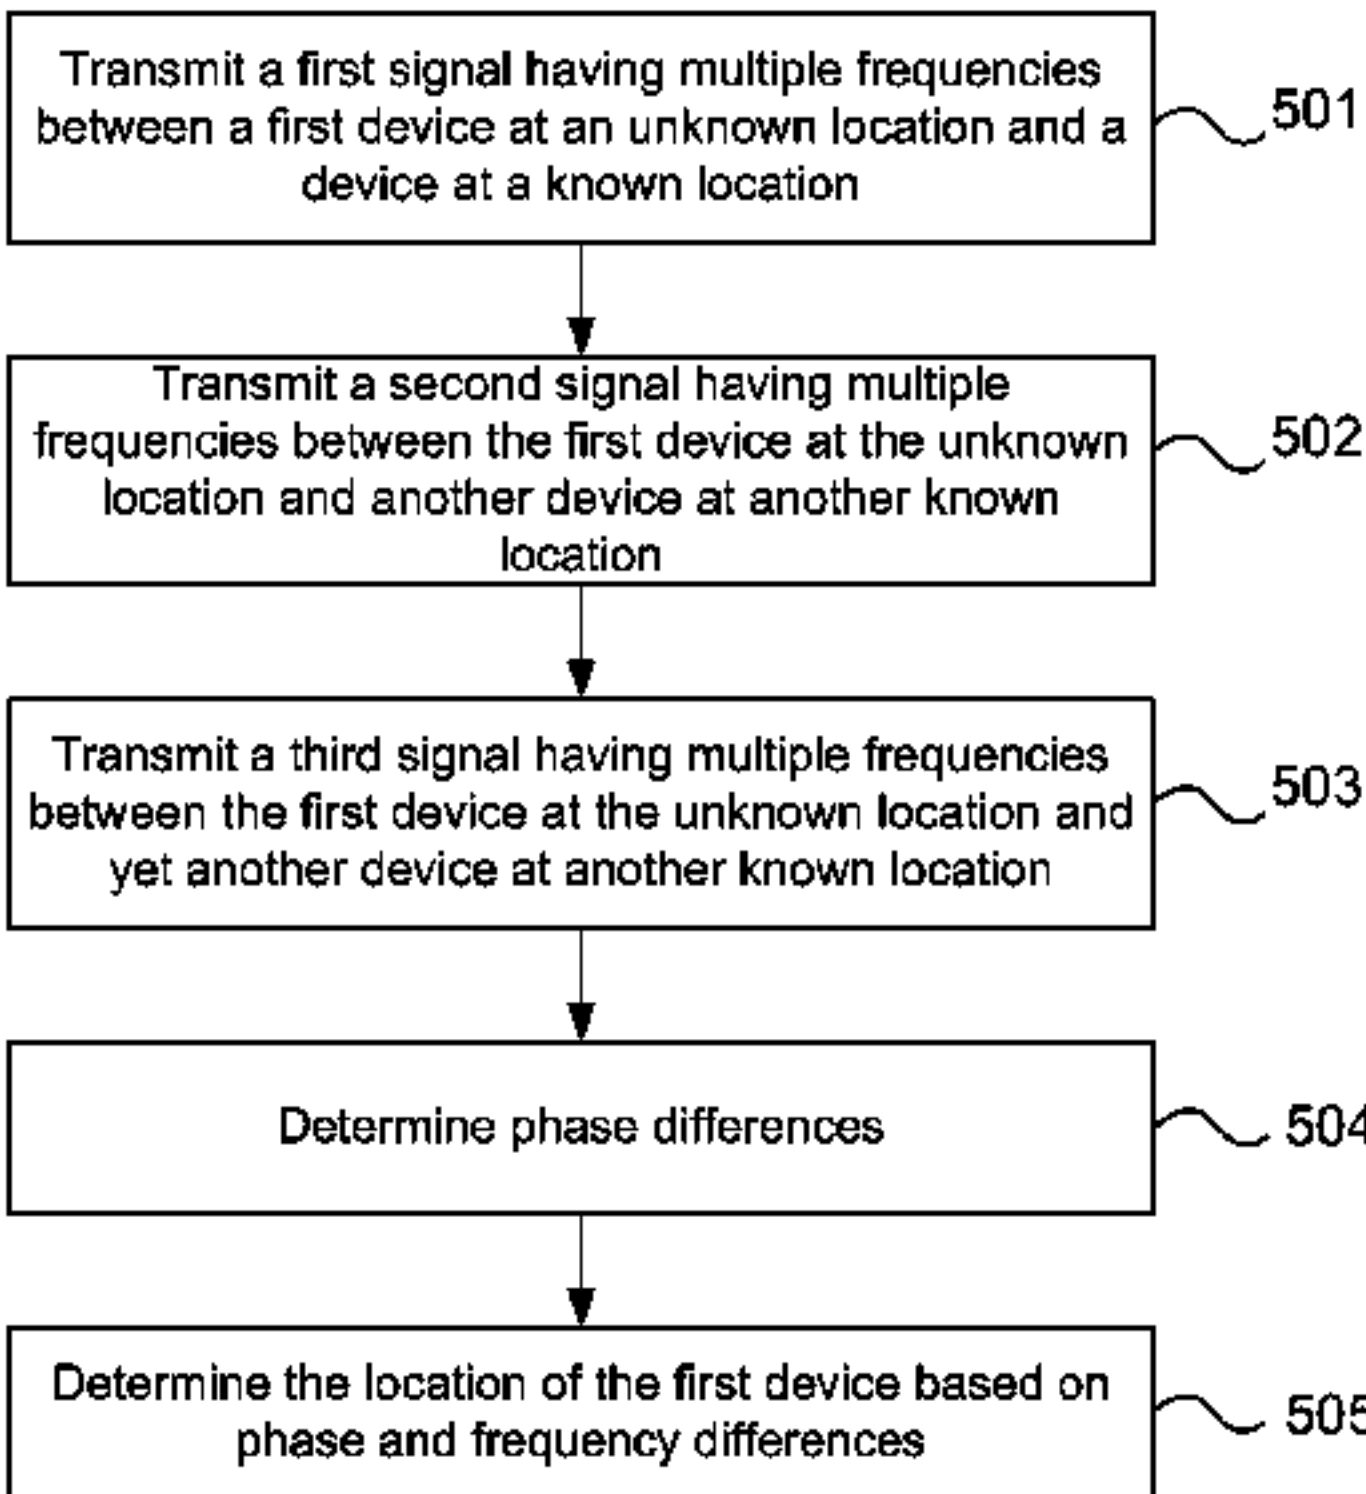 Transmit a first signal having multiple frequencies
between a first device at an unknown location and a
device at a known location
501
Transmit a second signal having multiple
frequencies between the first device at the unknown
location and another device at another known
location
502
Transmit a third signal having multiple frequencies
between the first device at the unknown location and
yet another device at another known location
503
Determine phase differences
504
Determine the location of the first device based on
phase and frequency differences
505